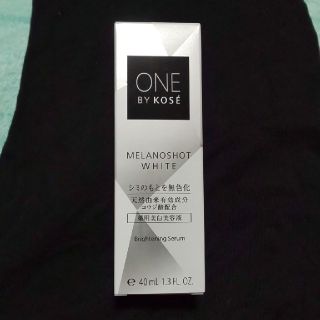 ONE
BY KOSÉ
MELANOSHOT
WHITE
シミのもとを無色化
天然由来有効成分
コウジ酸配合
薬用美白美容液
Brightening Serum
℮ 40mL 1.3 FL. OZ.